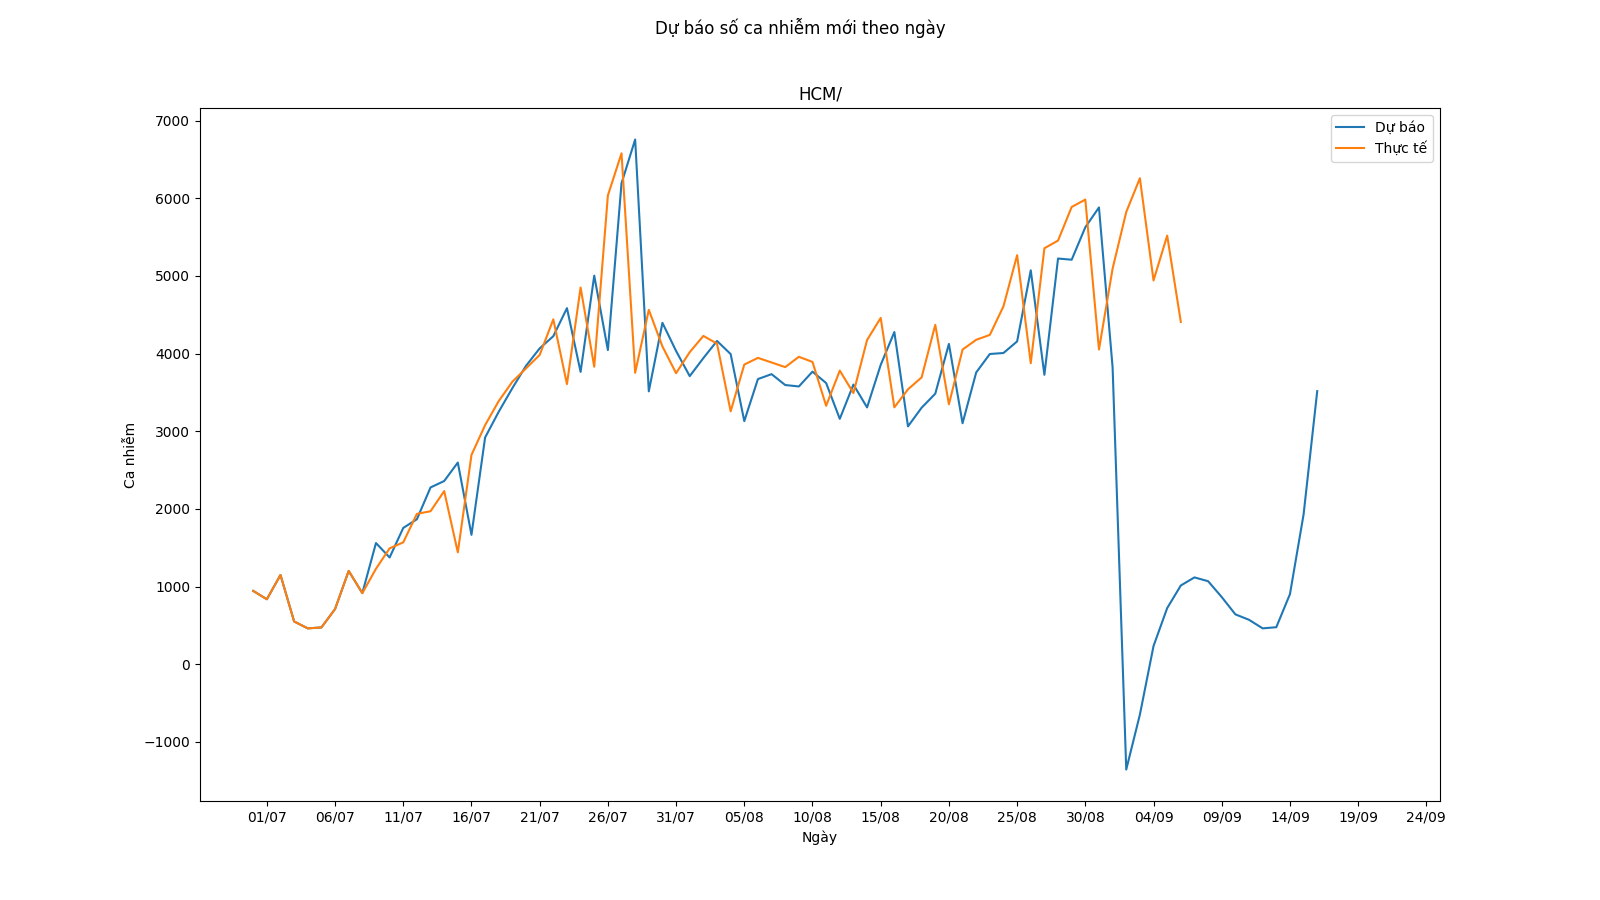 Dự báo số ca nhiễm mới theo ngày
HCM/
Dự báo
Thực tế
7000
6000
5000
4000
3000
2000
1000
0
−1000
Ca nhiễm
01/07 06/07 11/07 16/07 21/07 26/07 31/07 05/08 10/08 15/08 20/08 25/08 30/08 04/09 09/09 14/09 19/09 24/09
Ngày